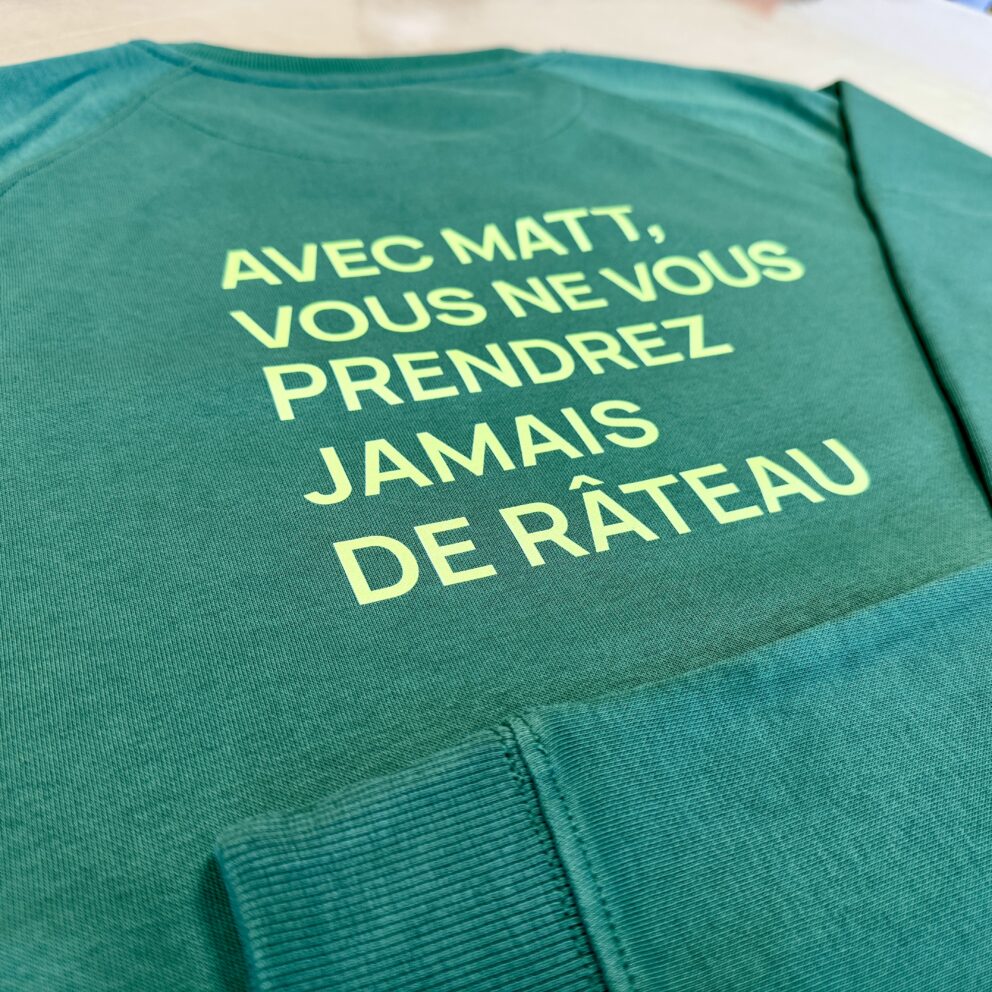 AVEC MATT,
VOUS NE VOUS
PRENDREZ
JAMAIS
DE RÂTEAU